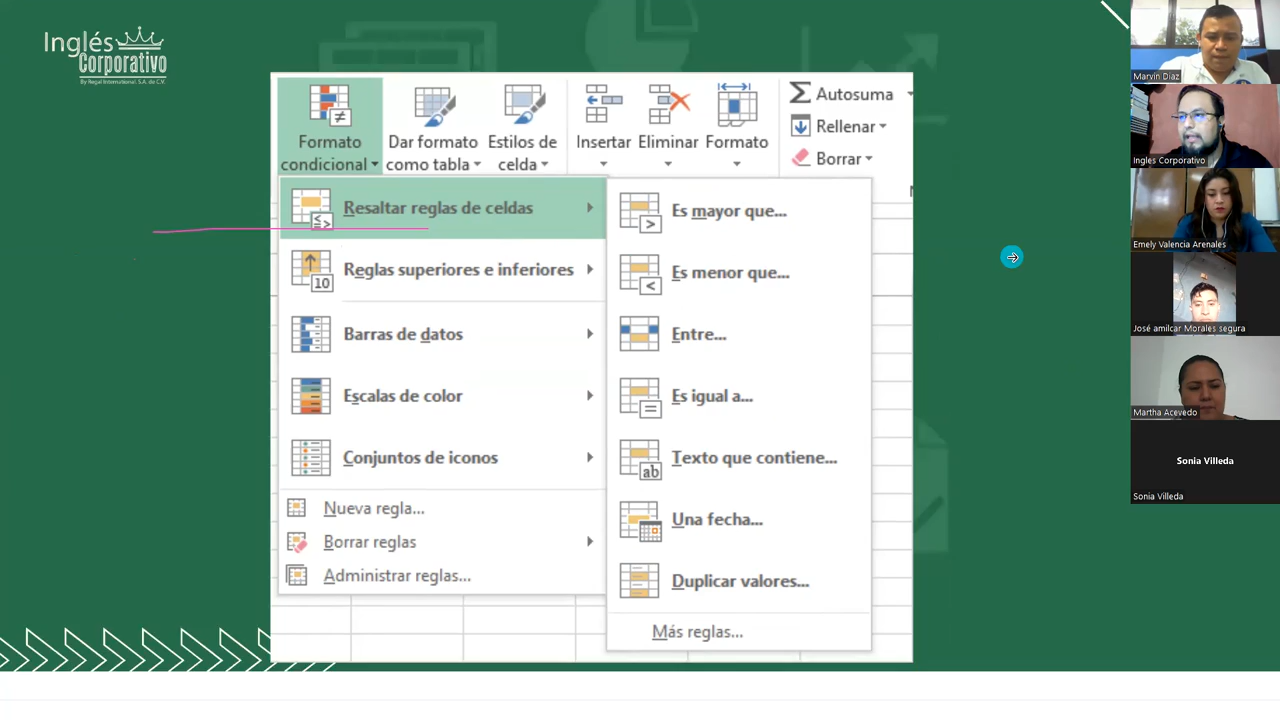 Inglés
Corporativo
By Regal International, S.A. de C.V.
Formato
condicional
Dar formato
como tabla
Estilos de
celda
Insertar
Eliminar
Formato
Autosuma
Rellenar
Borrar
Resaltar reglas de celdas
Reglas superiores e inferiores
10
Barras de datos
Escalas de color
Conjuntos de iconos
Nueva regla...
Borrar reglas
Administrar reglas...
Es mayor que...
Es menor que...
Entre...
Es igual a...
Texto que contiene...
ab
Una fecha...
Duplicar valores...
Más reglas...
Marvin Diaz
Ingles Corporativo
Emely Valencia Arenales
José amilcar Morales segura
Martha Acevedo
Sonia Villeda
Sonia Villeda